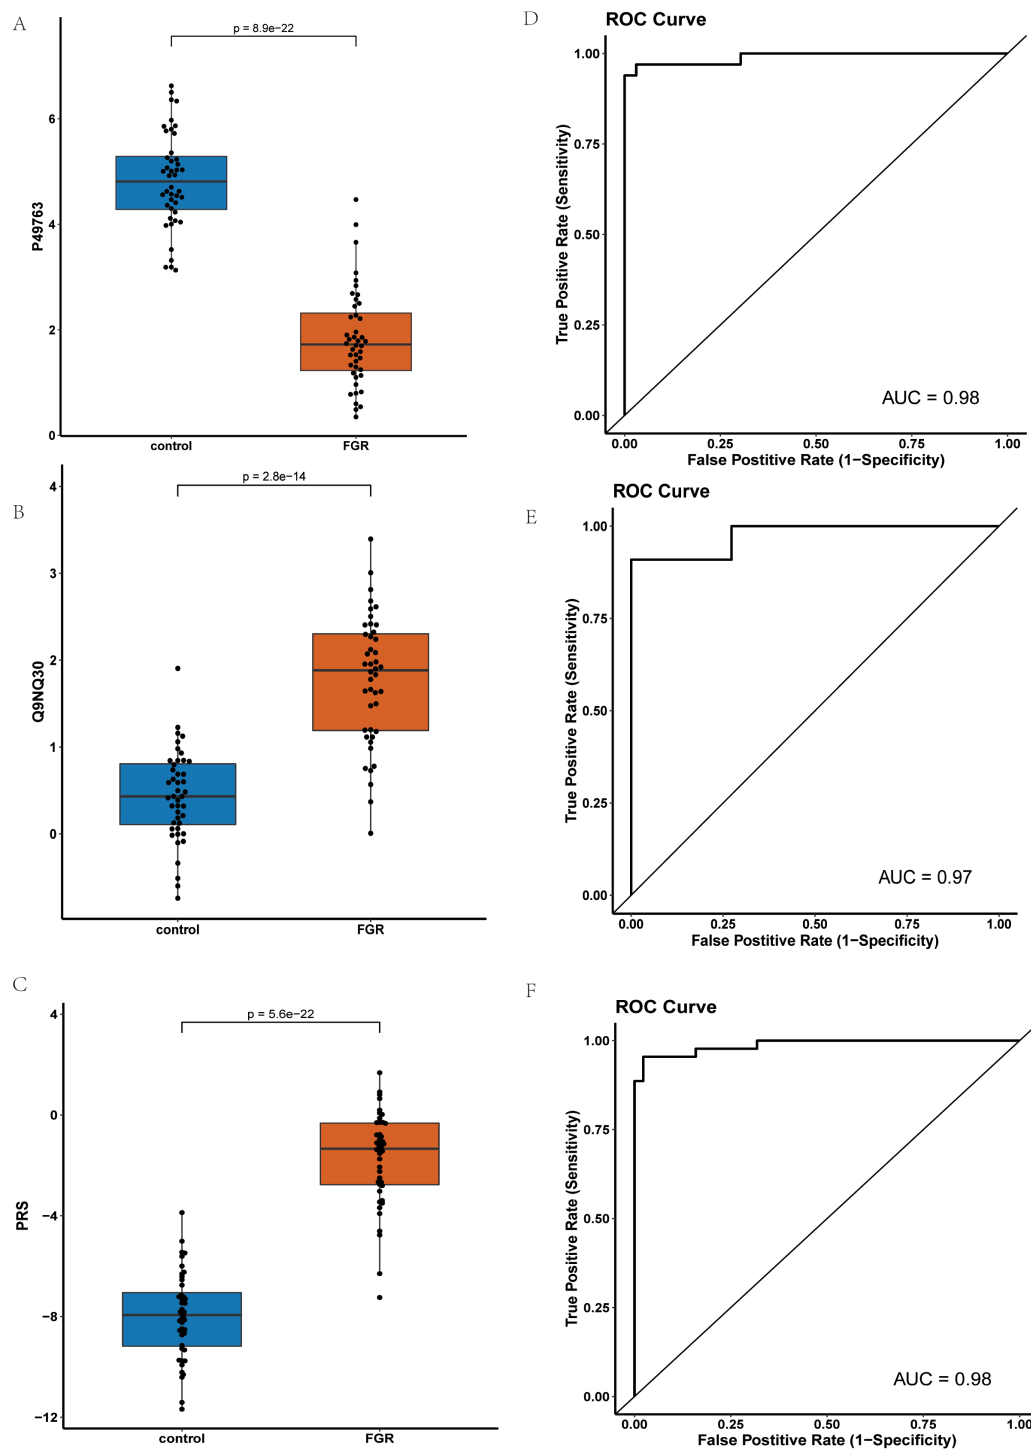 A
p = 8.9e−22
P49763
6
4
2
0
control FGR
D
ROC Curve
True Positive Rate (Sensitivity)
1.00
0.75
0.50
0.25
0.00
AUC = 0.98
0.00 0.25 0.50 0.75 1.00
False Postitive Rate (1−Specificity)
B
p = 2.8e−14
Q9NQ30
4
3
2
1
0
control FGR
E
ROC Curve
True Positive Rate (Sensitivity)
1.00
0.75
0.50
0.25
0.00
AUC = 0.97
0.00 0.25 0.50 0.75 1.00
False Postitive Rate (1−Specificity)
C
p = 5.6e−22
PRS
4
0
−4
−8
−12
control FGR
F
ROC Curve
True Positive Rate (Sensitivity)
1.00
0.75
0.50
0.25
0.00
AUC = 0.98
0.00 0.25 0.50 0.75 1.00
False Postitive Rate (1−Specificity)